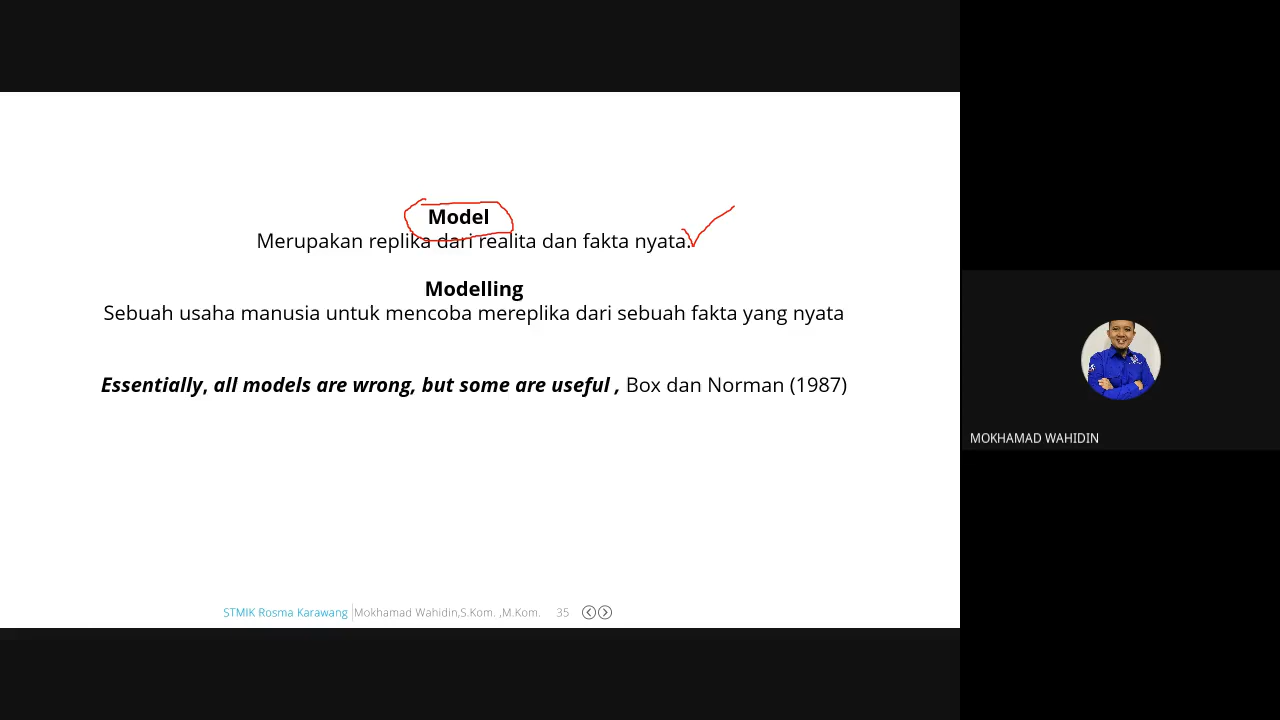 Model
Merupakan replika dari realita dan fakta nyata.
Modelling
Sebuah usaha manusia untuk mencoba mereplika dari sebuah fakta yang nyata
Essentially, all models are wrong, but some are useful , Box dan Norman (1987)
STMIK Rosma Karawang Mokhamad Wahidin,S.Kom. ,M.Kom. 35
MOKHAMAD WAHIDIN